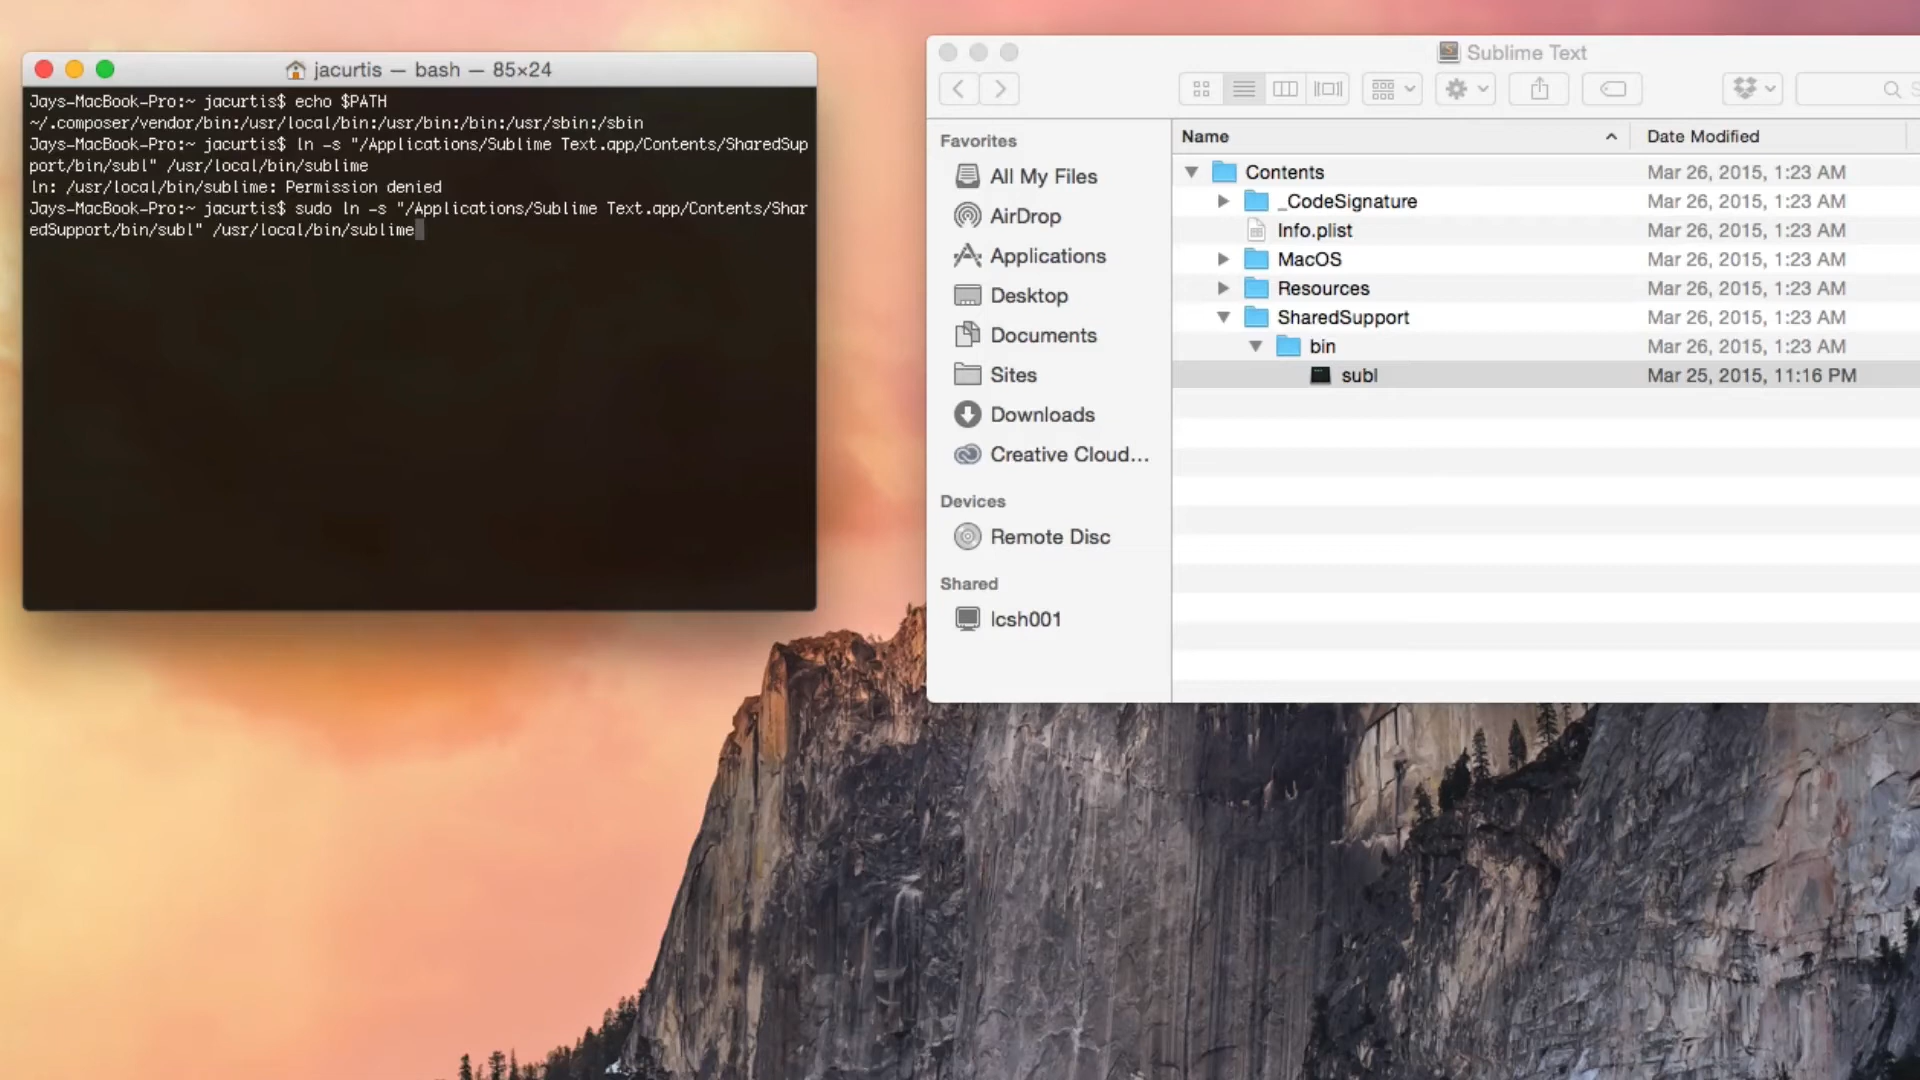 jacurtis — bash — 85×24
Jays-MacBook-Pro:~ jacurtis$ echo $PATH
~/.composer/vendor/bin:/usr/local/bin:/usr/bin:/bin:/usr/sbin:/sbin
Jays-MacBook-Pro:~ jacurtis$ ln -s "/Applications/Sublime Text.app/Contents/SharedSup
port/bin/subl" /usr/local/bin/sublime
ln: /usr/local/bin/sublime: Permission denied
Jays-MacBook-Pro:~ jacurtis$ sudo ln -s "/Applications/Sublime Text.app/Contents/Shar
edSupport/bin/subl" /usr/local/bin/sublime
Sublime Text
Favorites
All My Files
AirDrop
Applications
Desktop
Documents
Sites
Downloads
Creative Cloud...
Devices
Remote Disc
Shared
lcsh001
Name Date Modified
Contents Mar 26, 2015, 1:23 AM
_CodeSignature Mar 26, 2015, 1:23 AM
Info.plist Mar 26, 2015, 1:23 AM
MacOS Mar 26, 2015, 1:23 AM
Resources Mar 26, 2015, 1:23 AM
SharedSupport Mar 26, 2015, 1:23 AM
bin Mar 26, 2015, 1:23 AM
subl Mar 25, 2015, 11:16 PM